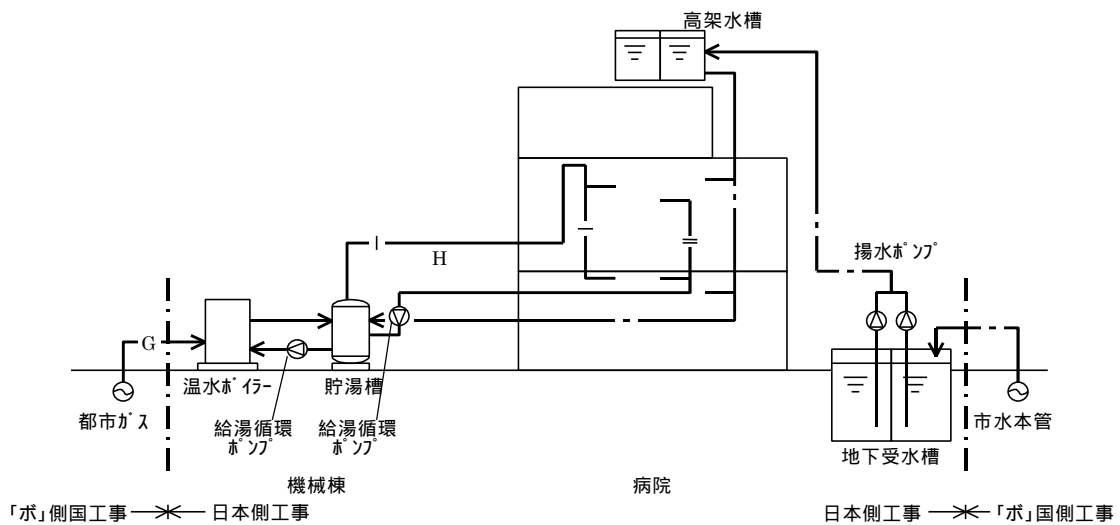 高架水槽
揚水ﾎﾟﾝﾌﾟ
H
G
温水ﾎﾞｲﾗｰ
貯湯槽
都市ｶﾞｽ
給湯循環
ﾎﾟﾝﾌﾟ
給湯循環
ﾎﾟﾝﾌﾟ
市水本管
地下受水槽
機械棟
病院
「ボ」側国工事
日本側工事
日本側工事
「ボ」国側工事